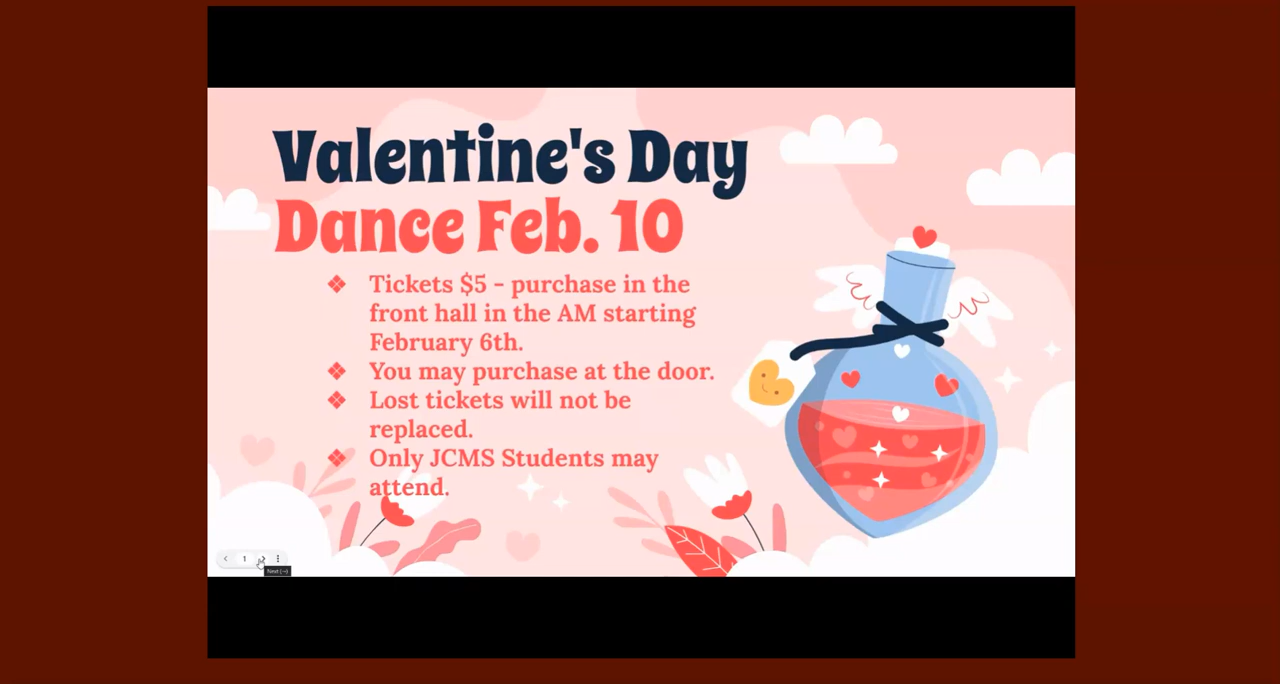 Valentine's Day
Dance Feb. 10
❖ Tickets $5 - purchase in the
front hall in the AM starting
February 6th.
❖ You may purchase at the door.
❖ Lost tickets will not be
replaced.
❖ Only JCMS Students may
attend.
1
Next (→)